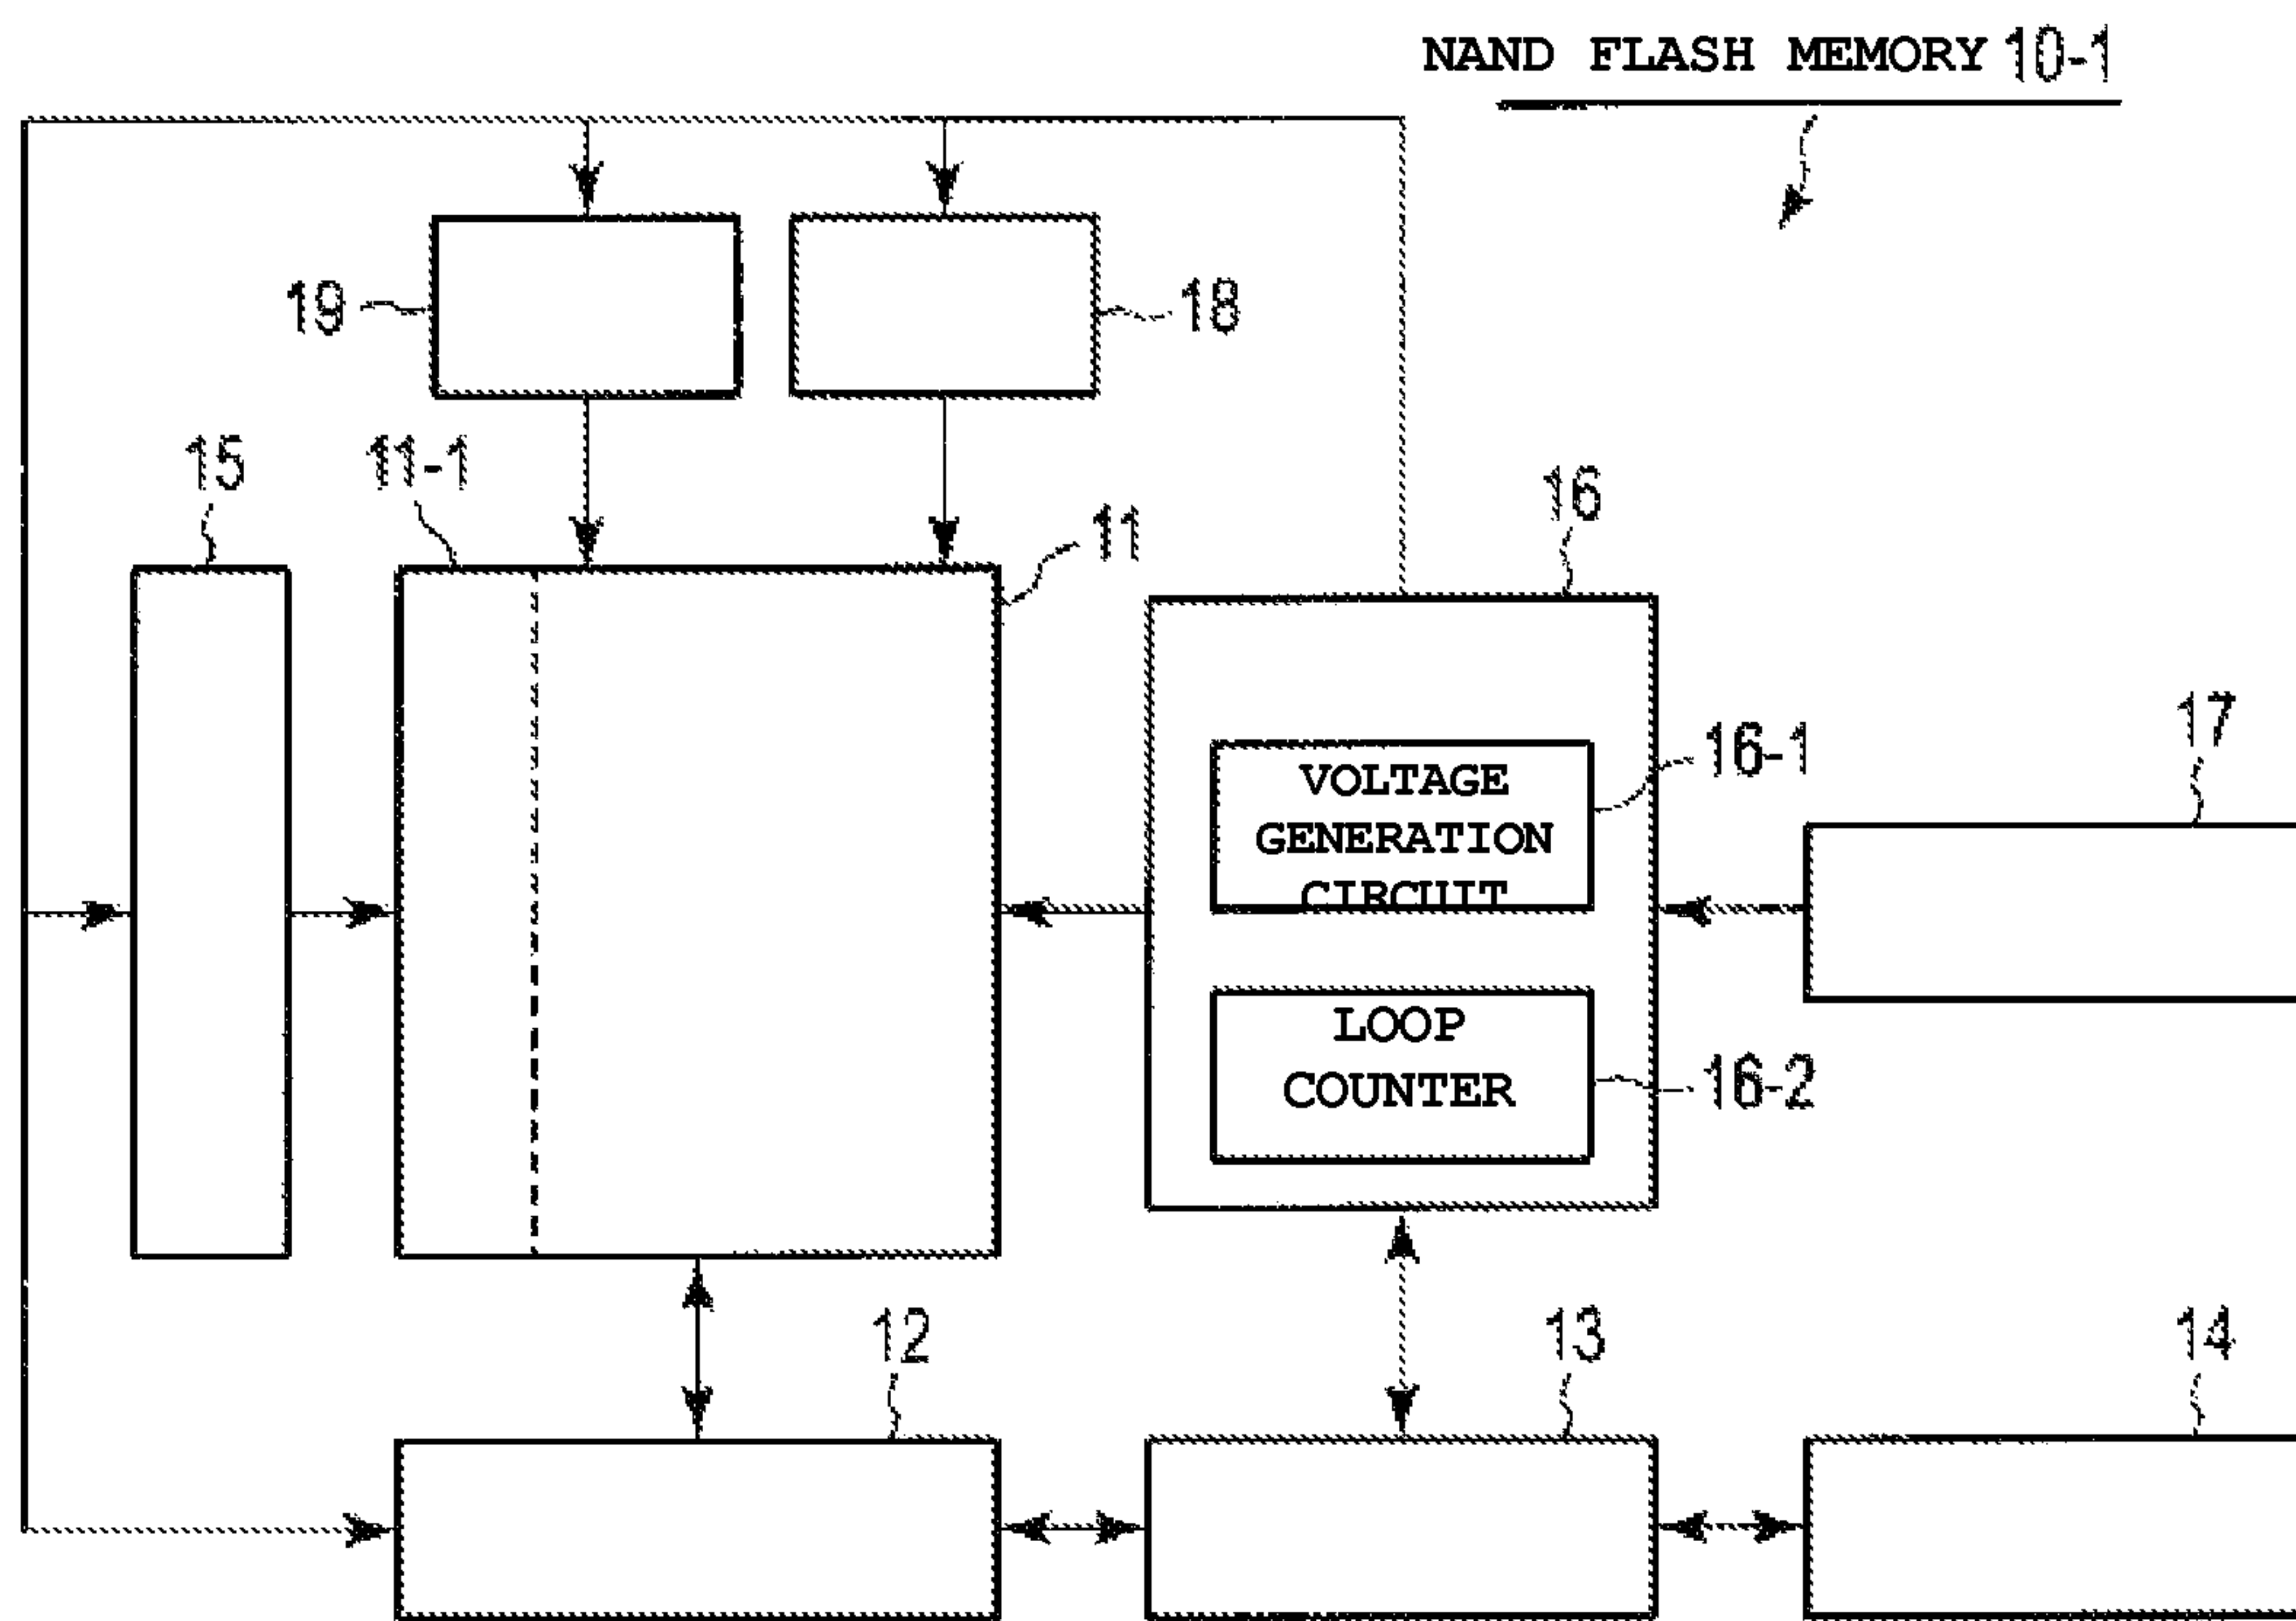 NAND FLASH MEMORY 10-1
19
18
15
11-1
11
16
17
VOLTAGE
GENERATION
CIRCUIT
16-1
LOOP
COUNTER
16-2
12
13
14